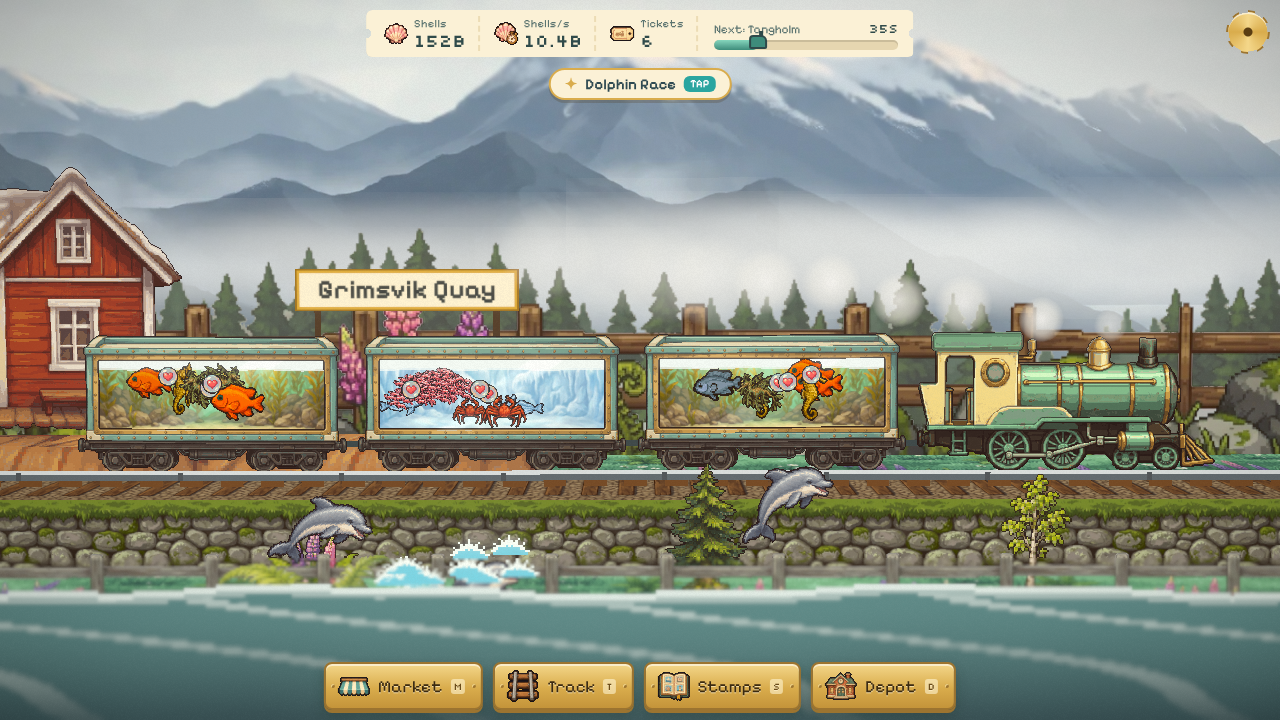 Shells
152B
Shells/s
10.4B
Tickets
6
Next: Tangholm
35S
Dolphin Race TAP
Grimsvik Quay
Market M
Track T
Stamps S
Depot D